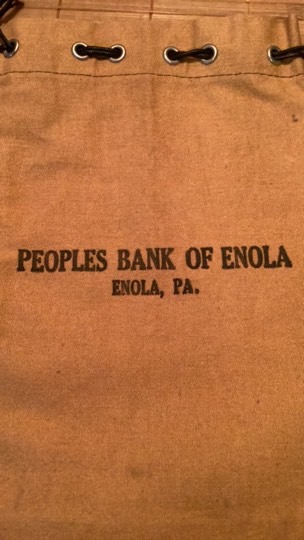 PEOPLES BANK OF ENOLA
ENOLA, PA.